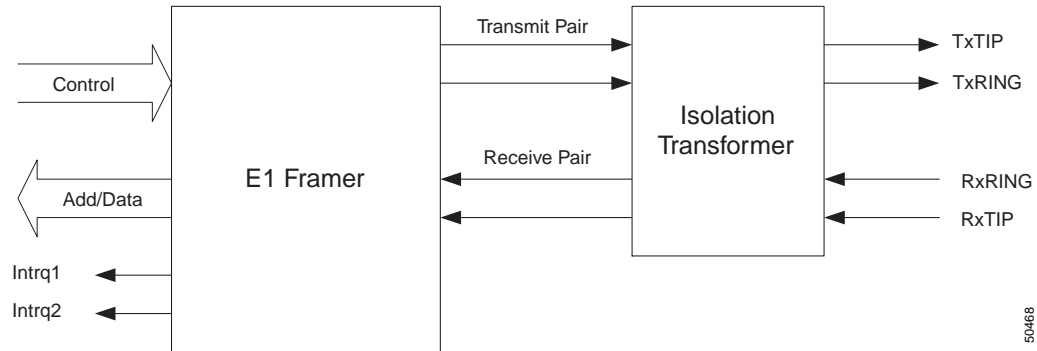 Transmit Pair
TxTIP
Control
TxRING
Isolation
Transformer
Receive Pair
E1 Framer
RxRING
Add/Data
RxTIP
Intrq1
Intrq2
50468